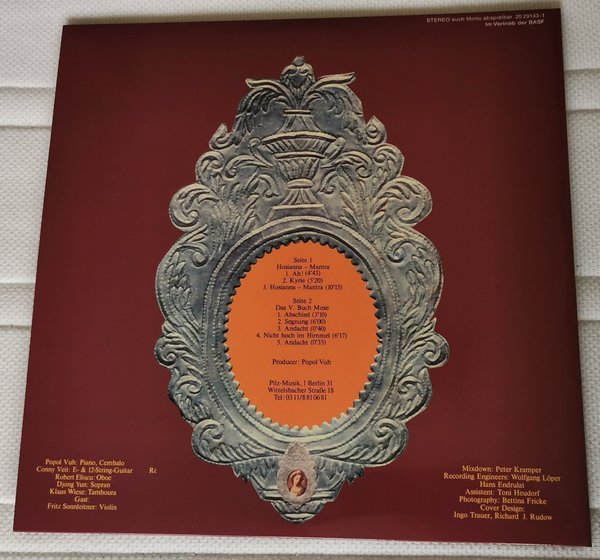 STEREO auch Mono abspielbar 20 29143-1
Im Vertrieb der BASF
Seite 1
Hosianna - Mantra
1. Ah! (4'43)
2. Kyrie (5'20)
3. Hosianna - Mantra (10'15)
Seite 2
Das V. Buch Mose
1. Abschied (3'10)
2. Segnung (6'00)
3. Andacht (0'40)
4. Nicht hoch im Himmel (6'17)
5. Andacht (0'35)
Producer: Popol Vuh
Pilz-Musik, 1 Berlin 31
Wittelsbacher Straße 18
Tel: 0311/881 06 81
Popol Vuh: Piano, Cembalo
Conny Veit: E- & 12-String-Guitar
Re
Robert Eliscu: Oboe
Djong Yun: Sopran
Klaus Wiese: Tamboura
Gast:
Fritz Sonnleitner: Violin
Mixdown: Peter Kramper
Recording Engineers: Wolfgang Löper
Hans Endrulat
Assistent: Toni Heudorf
Photography: Bettina Fricke
Cover Design:
Ingo Trauer, Richard J. Rudow